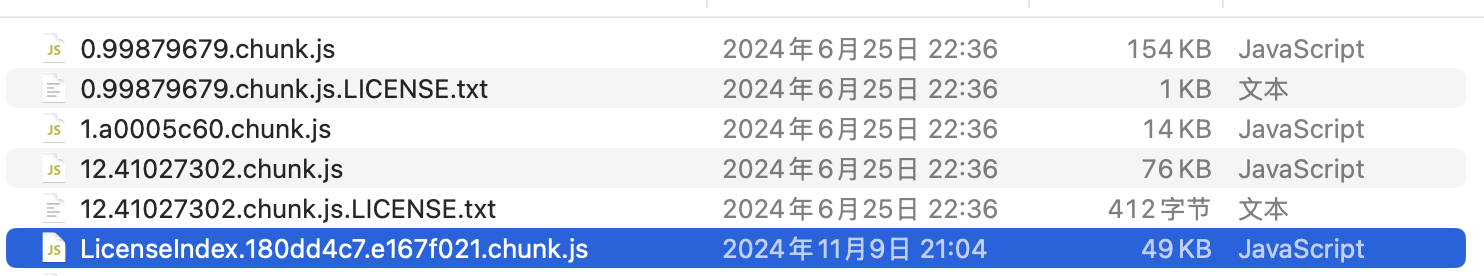 0.99879679.chunk.js 2024年6月25日 22:36 154 KB JavaScript
0.99879679.chunk.js.LICENSE.txt 2024年6月25日 22:36 1 KB 文本
1.a0005c60.chunk.js 2024年6月25日 22:36 14 KB JavaScript
12.41027302.chunk.js 2024年6月25日 22:36 76 KB JavaScript
12.41027302.chunk.js.LICENSE.txt 2024年6月25日 22:36 412字节 文本
LicenseIndex.180dd4c7.e167f021.chunk.js 2024年11月9日 21:04 49 KB JavaScript